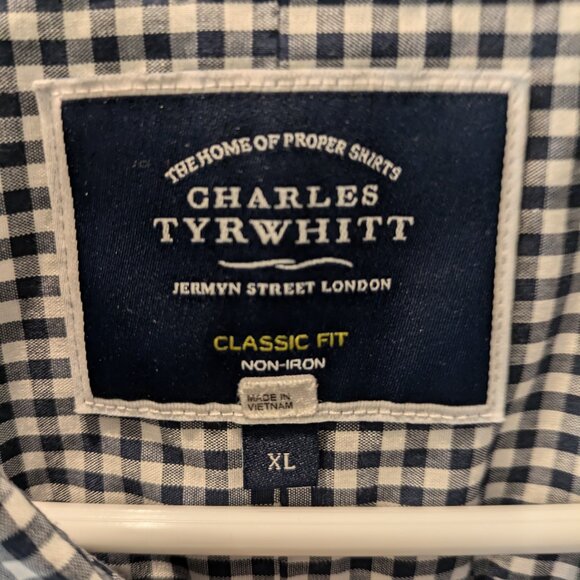 THE HOME OF PROPER SHIRTS
CHARLES
TYRWHITT
JERMYN STREET LONDON
CLASSIC FIT
NON-IRON
MADE IN
VIETNAM
XL